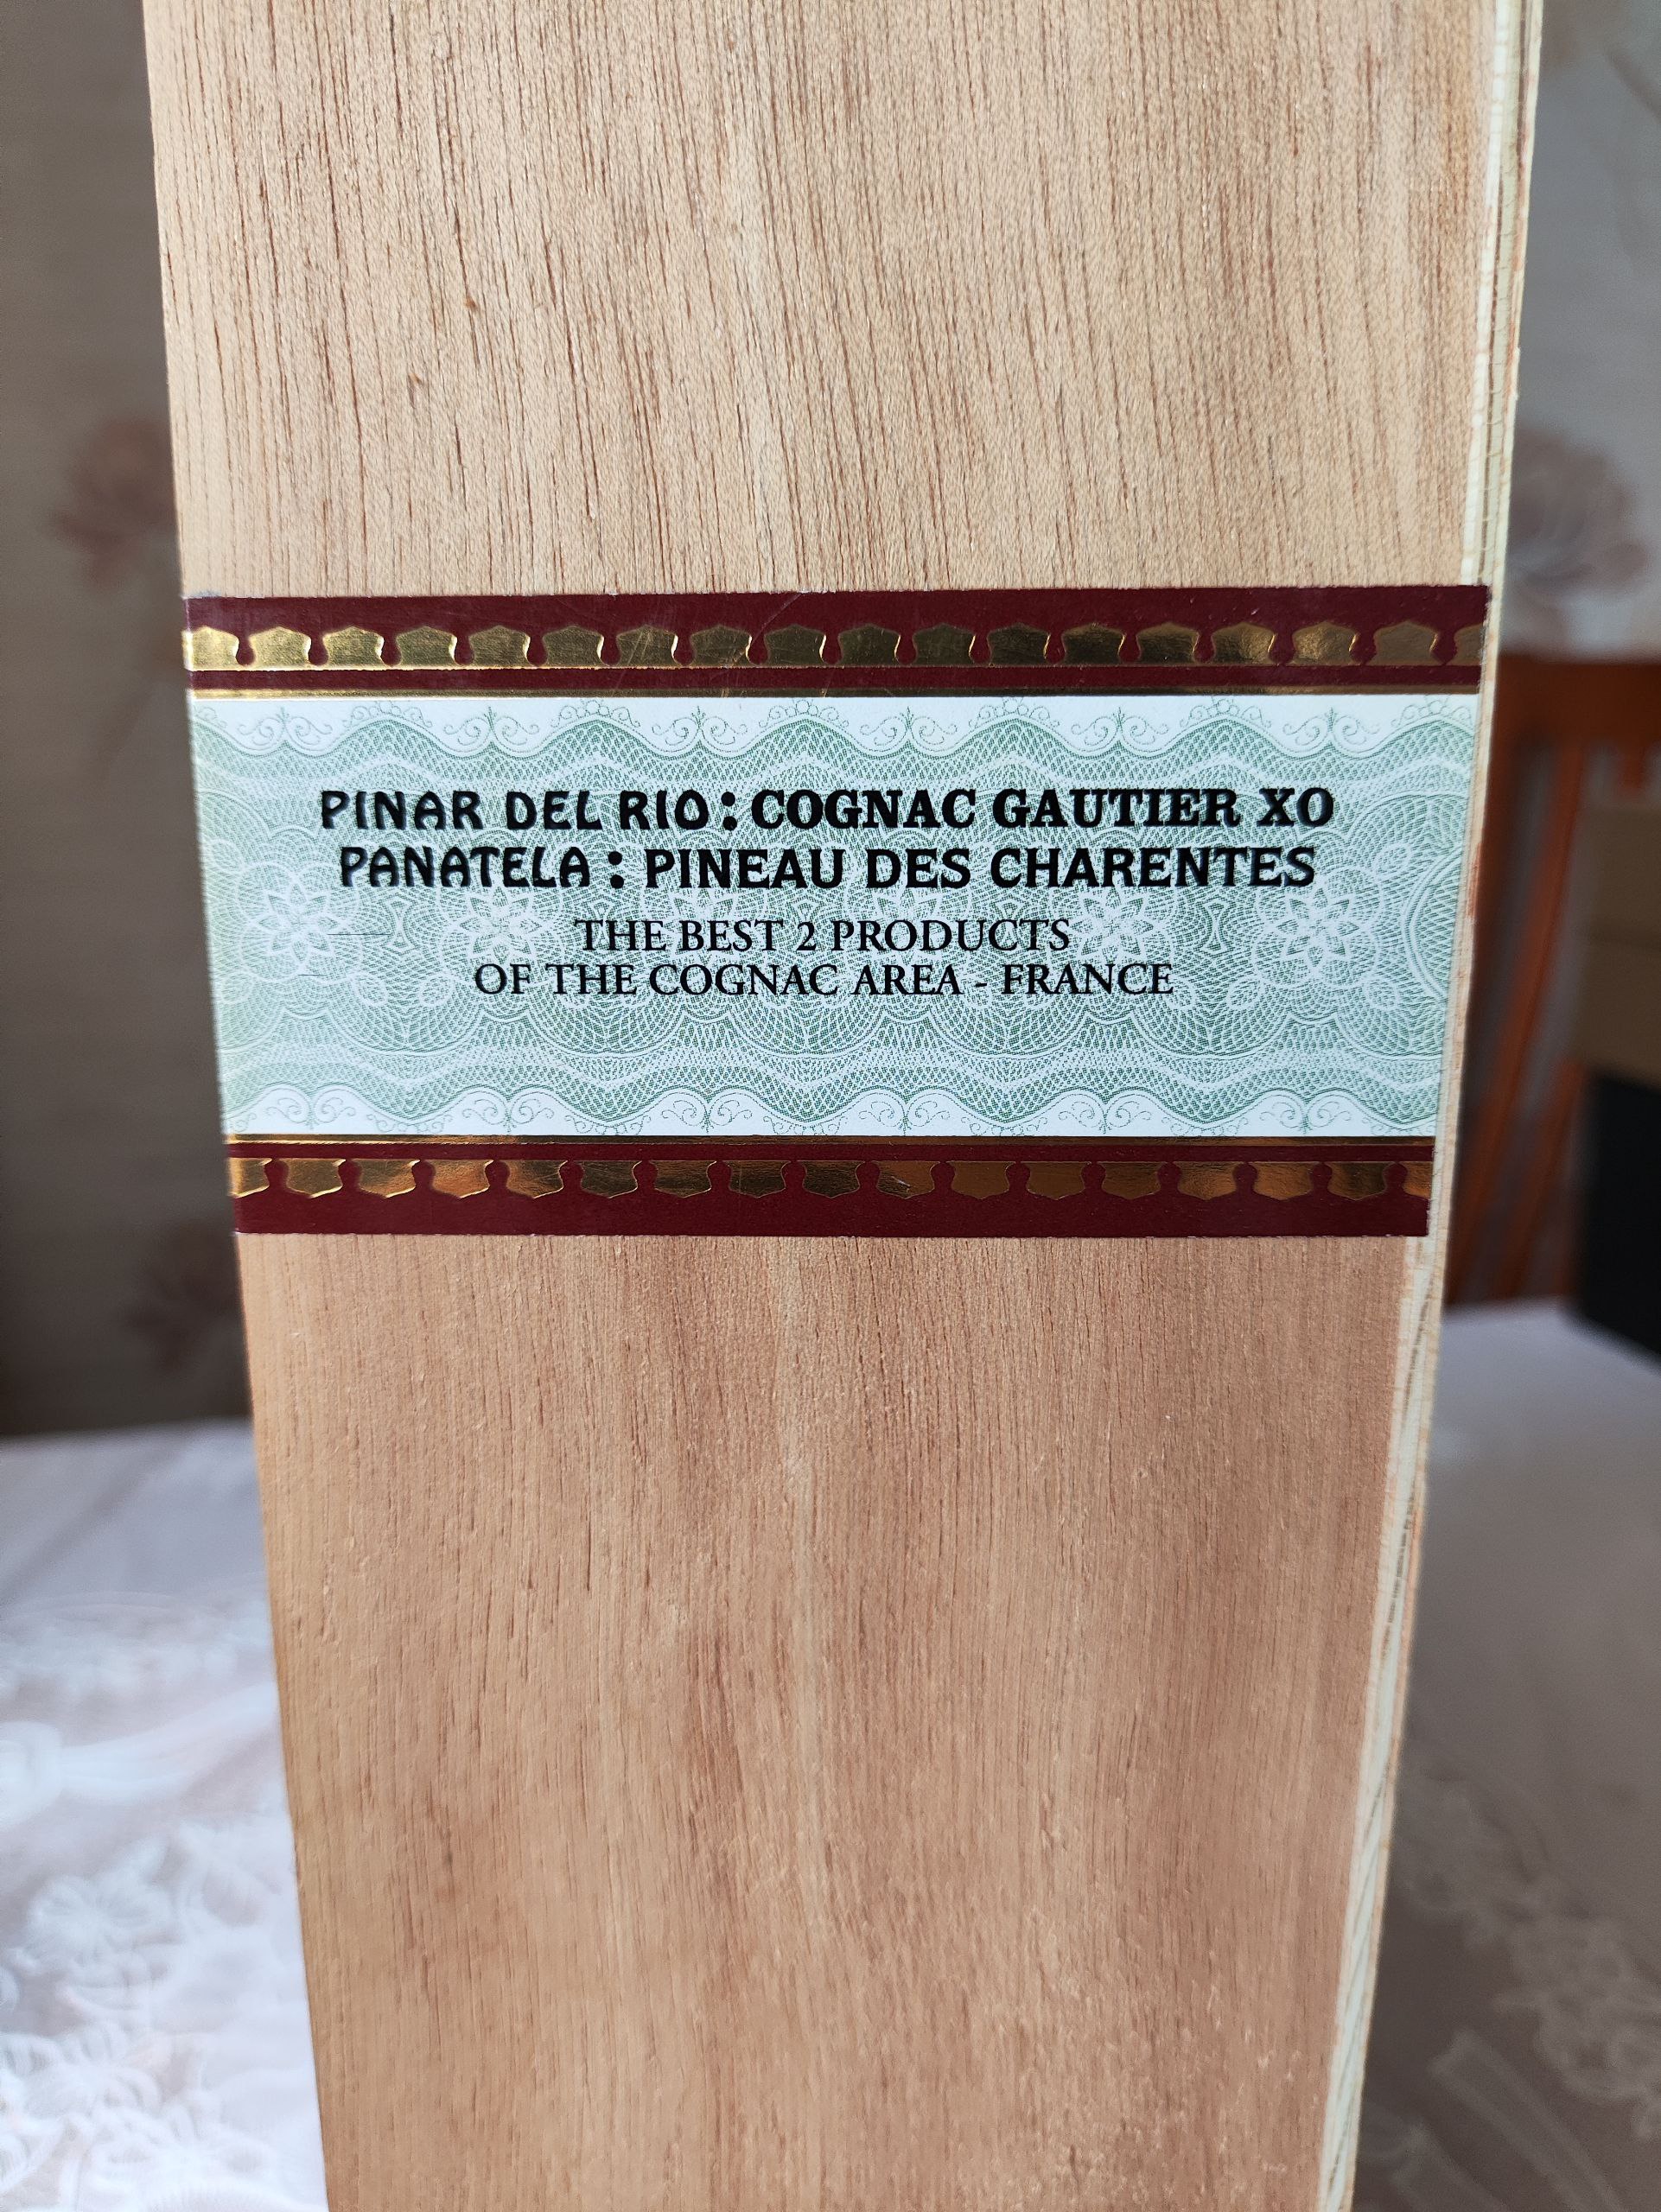 PINAR DEL RIO : COGNAC GAUTIER XO
PANATELA : PINEAU DES CHARENTES
THE BEST 2 PRODUCTS
OF THE COGNAC AREA - FRANCE